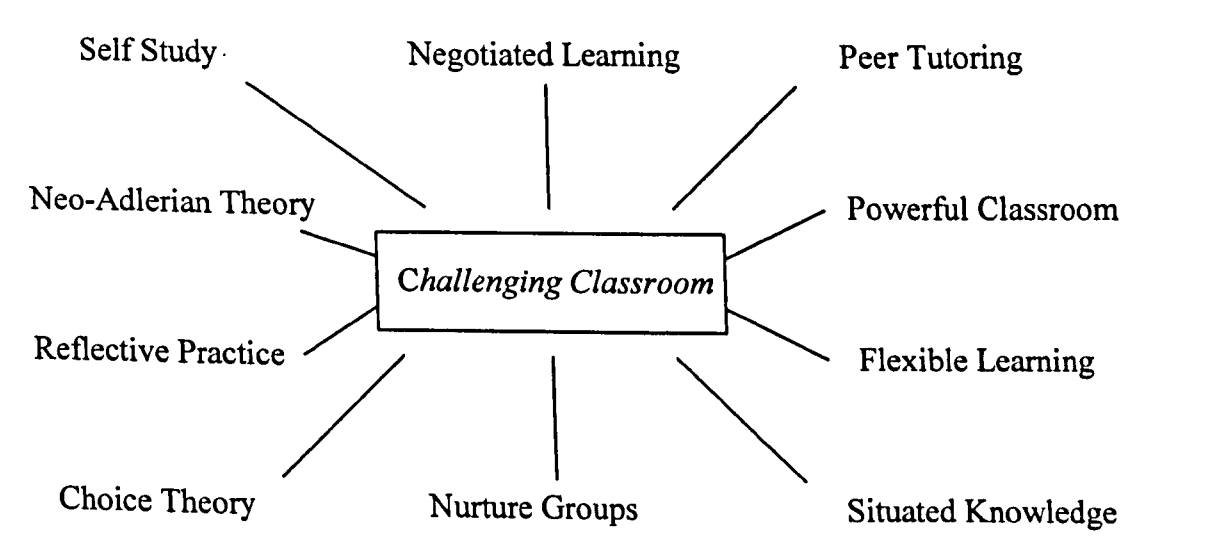 Self Study
Negotiated Learning
Peer Tutoring
Neo-Adlerian Theory
Powerful Classroom
Challenging Classroom
Reflective Practice
Flexible Learning
Choice Theory
Nurture Groups
Situated Knowledge